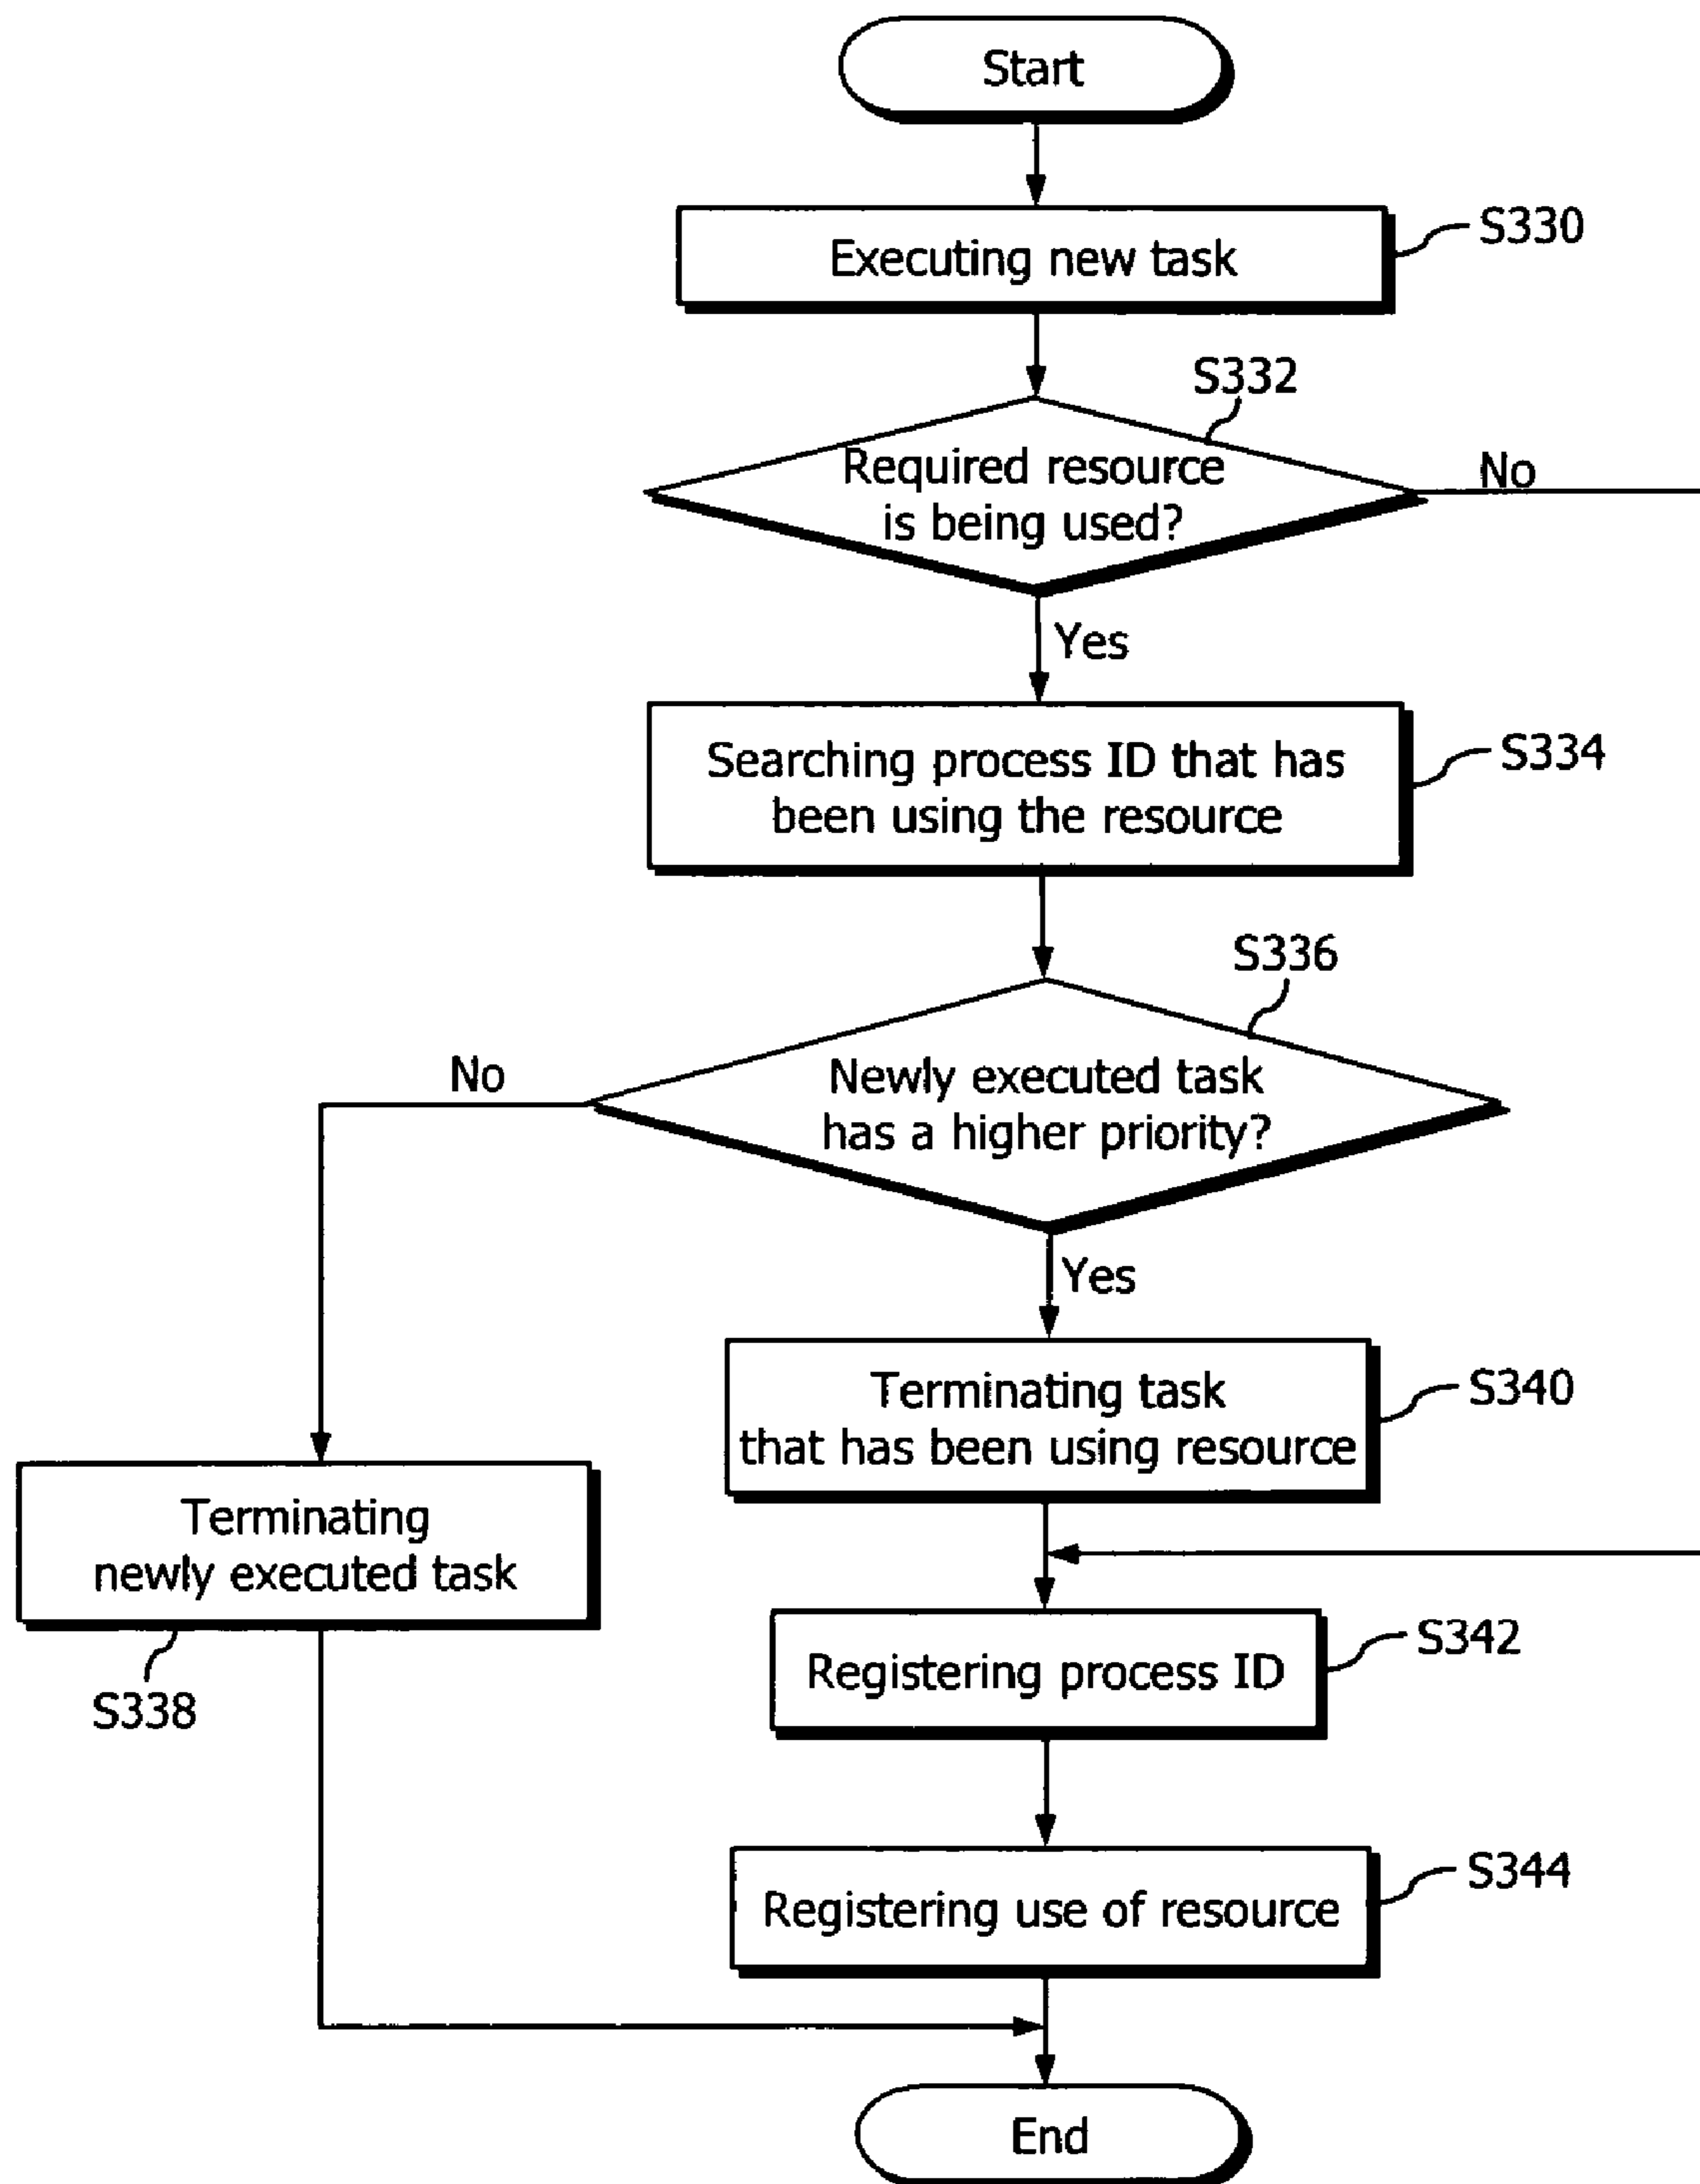 Start
Executing new task
S330
S332
Required resource
is being used?
No
Yes
Searching process ID that has
been using the resource
S334
S336
Newly executed task
has a higher priority?
No
Yes
Terminating task
that has been using resource
S340
Terminating
newly executed task
S338
Registering process ID
S342
Registering use of resource
S344
End